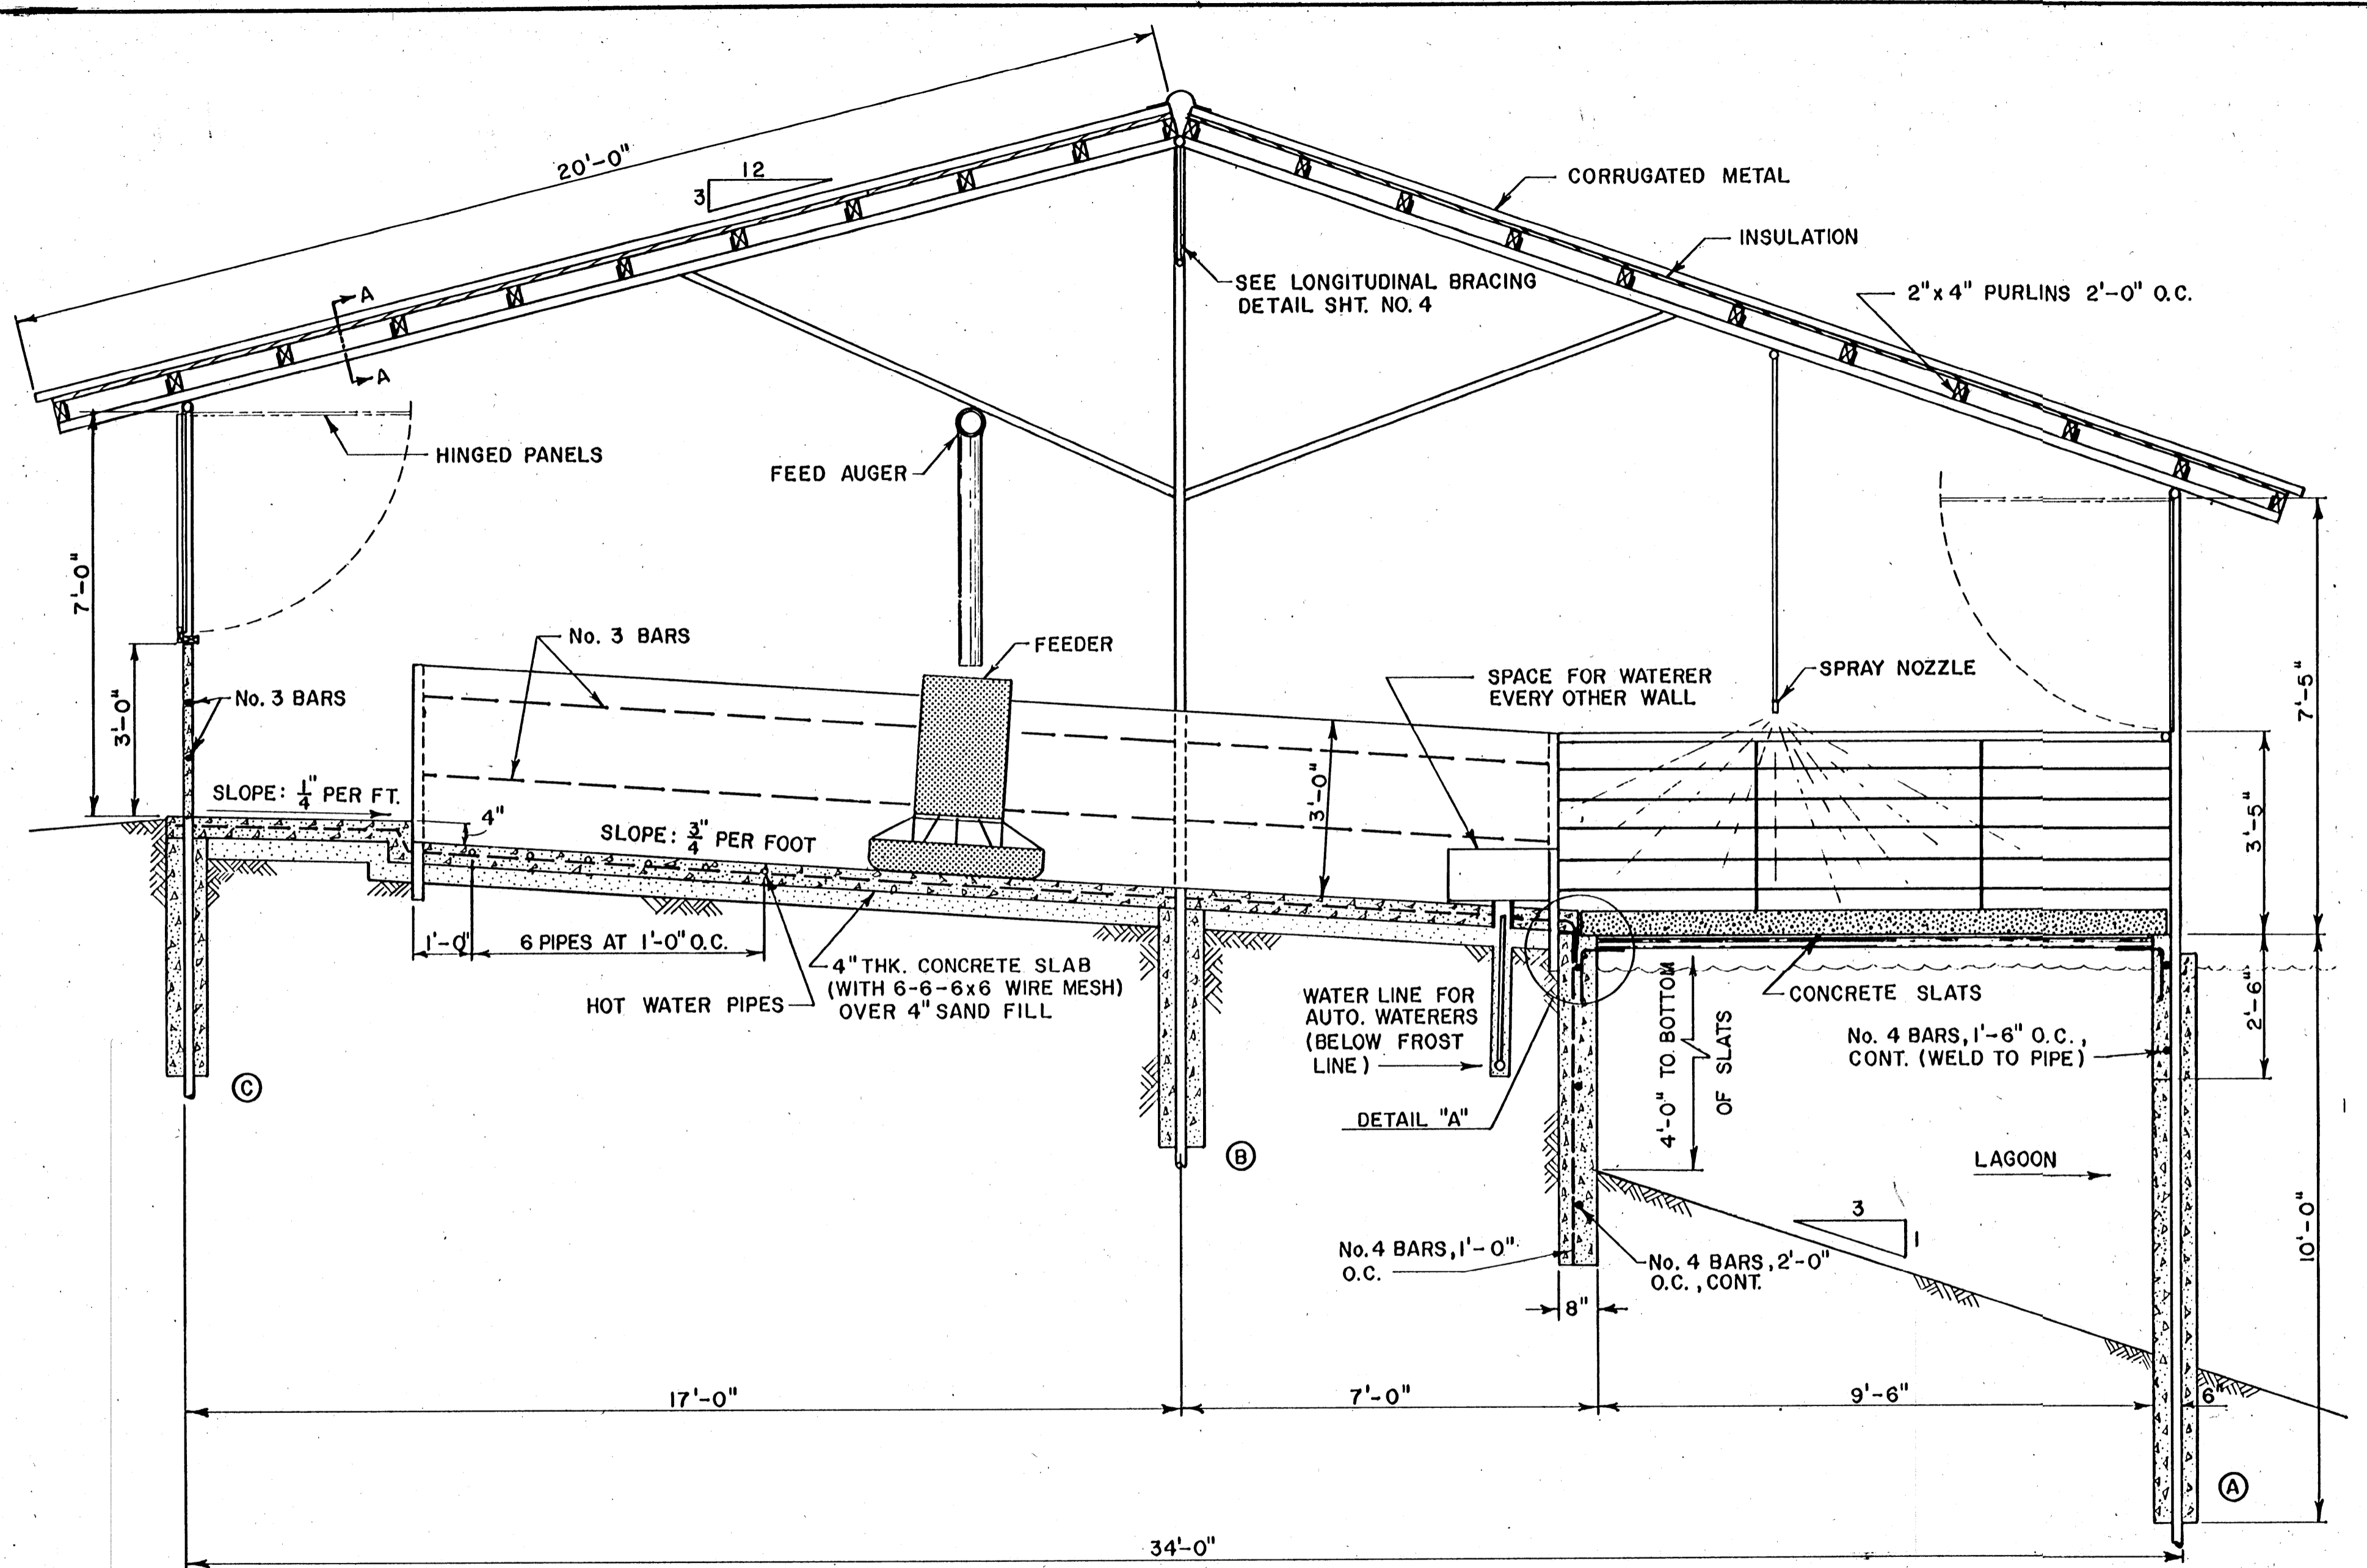 20'-0"
12
3
CORRUGATED METAL
INSULATION
SEE LONGITUDINAL BRACING
DETAIL SHT. NO. 4
2"x4" PURLINS 2'-0" O.C.
A
A
HINGED PANELS
FEED AUGER
7'-0"
No. 3 BARS
FEEDER
SPACE FOR WATERER
EVERY OTHER WALL
SPRAY NOZZLE
7'-5"
3'-0"
No. 3 BARS
3'-0"
SLOPE: 1/4" PER FT.
4"
SLOPE: 3/4" PER FOOT
3'-5"
1'-0"
6 PIPES AT 1'-0" O.C.
4" THK. CONCRETE SLAB
(WITH 6-6-6x6 WIRE MESH)
OVER 4" SAND FILL
HOT WATER PIPES
WATER LINE FOR
AUTO. WATERERS
(BELOW FROST
LINE)
4'-0" TO BOTTOM
OF SLATS
CONCRETE SLATS
No. 4 BARS, 1'-6" O.C.,
CONT. (WELD TO PIPE)
2'-6"
C
B
DETAIL "A"
LAGOON
3
1
10'-0"
No. 4 BARS, 1'-0"
O.C.
No. 4 BARS, 2'-0"
O.C., CONT.
8"
17'-0"
7'-0"
9'-6"
6"
A
34'-0"